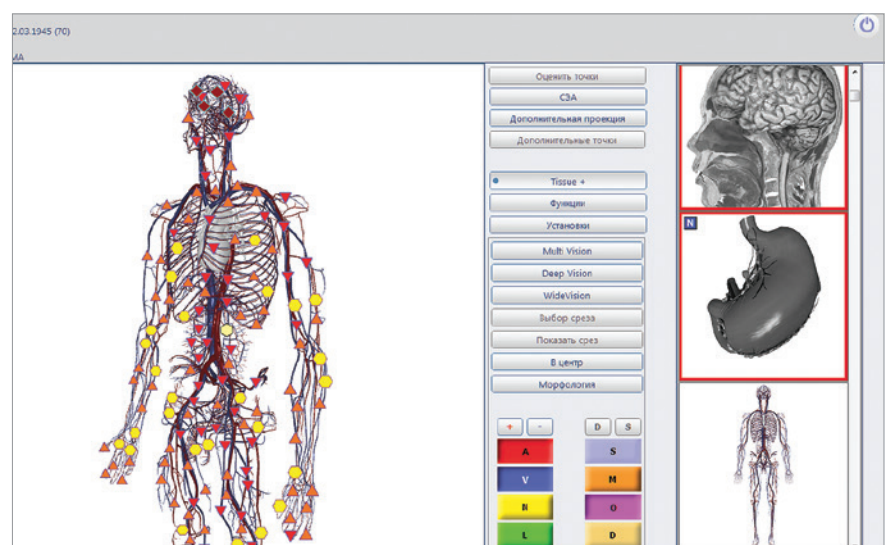 2.03.1945 (70)
МА
Оценить точки
СЗА
Дополнительная проекция
Дополнительные точки
Tissue +
Функции
Установки
Multi Vision
Deep Vision
WideVision
Выбор среза
Показать срез
В центр
Морфология
+ - D S
A S
V M
N O
L D
N